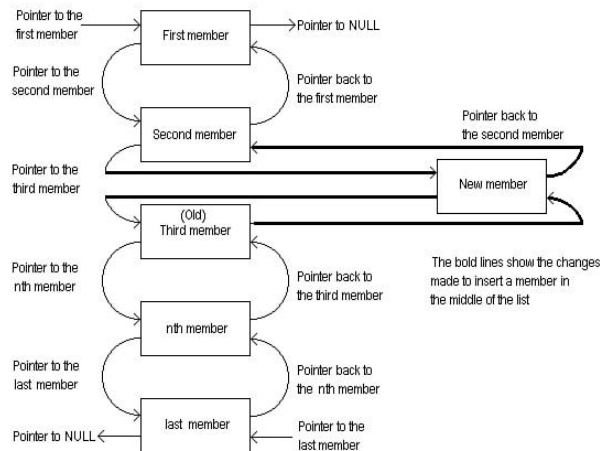 Pointer to the
the first member
First member
Pointer to NULL
Pointer to the
second member
Pointer back to
the first member
Second member
Pointer back to
the second member
Pointer to the
third member
New member
(Old)
Third member
The bold lines show the changes
made to insert a member in
the middle of the list
Pointer to the
nth member
Pointer back to
the third member
nth member
Pointer to the
last member
Pointer back to
the nth member
last member
Pointer to NULL
Pointer to the
last member